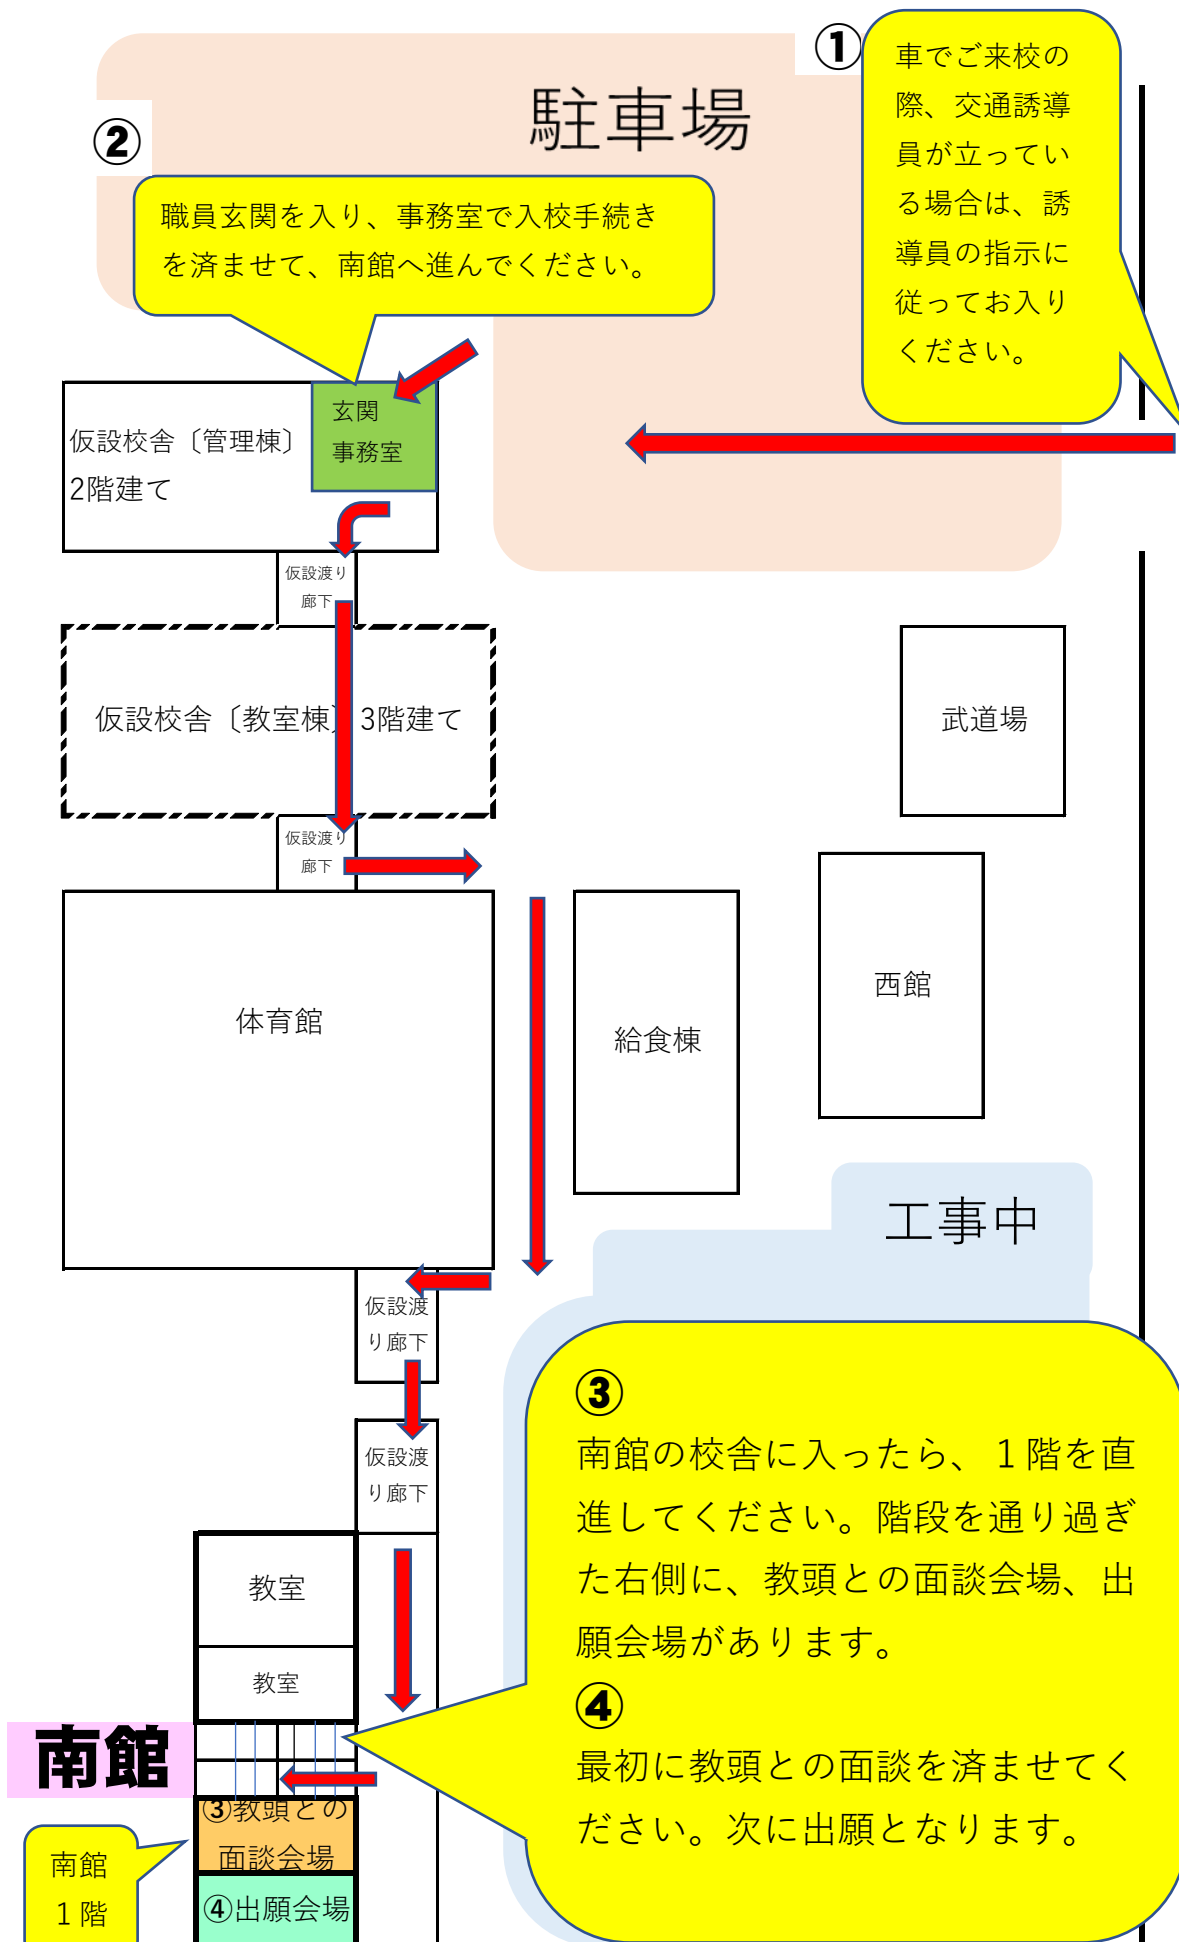 ①
車でご来校の
際、交通誘導
員が立ってい
る場合は、誘
導員の指示に
従ってお入り
ください。
駐車場
②
職員玄関を入り、事務室で入校手続き
を済ませて、南館へ進んでください。
玄関
事務室
仮設校舎〔管理棟〕
2階建て
仮設渡り
廊下
仮設校舎〔教室棟〕3階建て
武道場
仮設渡り
廊下
体育館
給食棟
西館
工事中
仮設渡
り廊下
仮設渡
り廊下
③
南館の校舎に入ったら、１階を直
進してください。階段を通り過ぎ
た右側に、教頭との面談会場、出
願会場があります。
④
最初に教頭との面談を済ませてく
ださい。次に出願となります。
教室
教室
南館
③教頭との
面談会場
④出願会場
南館
１階